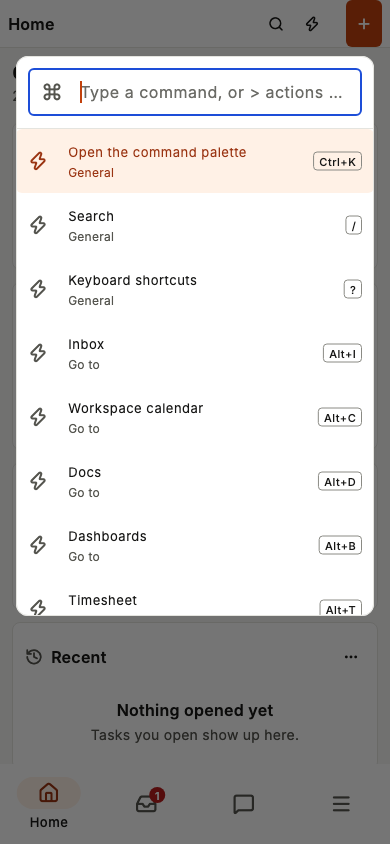 Home
Type a command, or > actions ...
Open the command palette
General
Ctrl+K
Search
General
/
Keyboard shortcuts
General
?
Inbox
Go to
Alt+I
Workspace calendar
Go to
Alt+C
Docs
Go to
Alt+D
Dashboards
Go to
Alt+B
Timesheet
Alt+T
Recent
Nothing opened yet
Tasks you open show up here.
1
Home